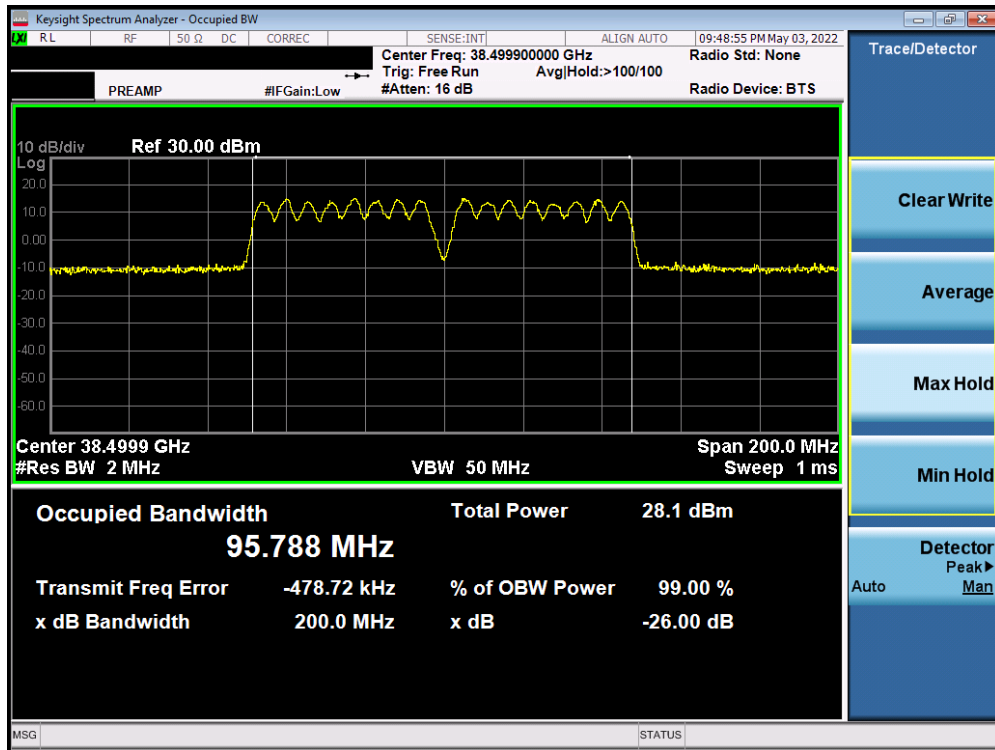 Keysight Spectrum Analyzer - Occupied BW
LXI RL RF 50 Ω DC CORREC SENSE:INT ALIGN AUTO 09:48:55 PM May 03, 2022
Center Freq: 38.499900000 GHz Radio Std: None
Trig: Free Run Avg|Hold:>100/100
PREAMP #IFGain:Low #Atten: 16 dB Radio Device: BTS
10 dB/div Ref 30.00 dBm
Log
20.0
10.0
0.00
-10.0
-20.0
-30.0
-40.0
-50.0
-60.0
Center 38.4999 GHz Span 200.0 MHz
#Res BW 2 MHz VBW 50 MHz Sweep 1 ms
Occupied Bandwidth Total Power 28.1 dBm
95.788 MHz
Transmit Freq Error -478.72 kHz % of OBW Power 99.00 %
x dB Bandwidth 200.0 MHz x dB -26.00 dB
MSG STATUS
Trace/Detector
Clear Write
Average
Max Hold
Min Hold
Detector
Peak▶
Auto Man